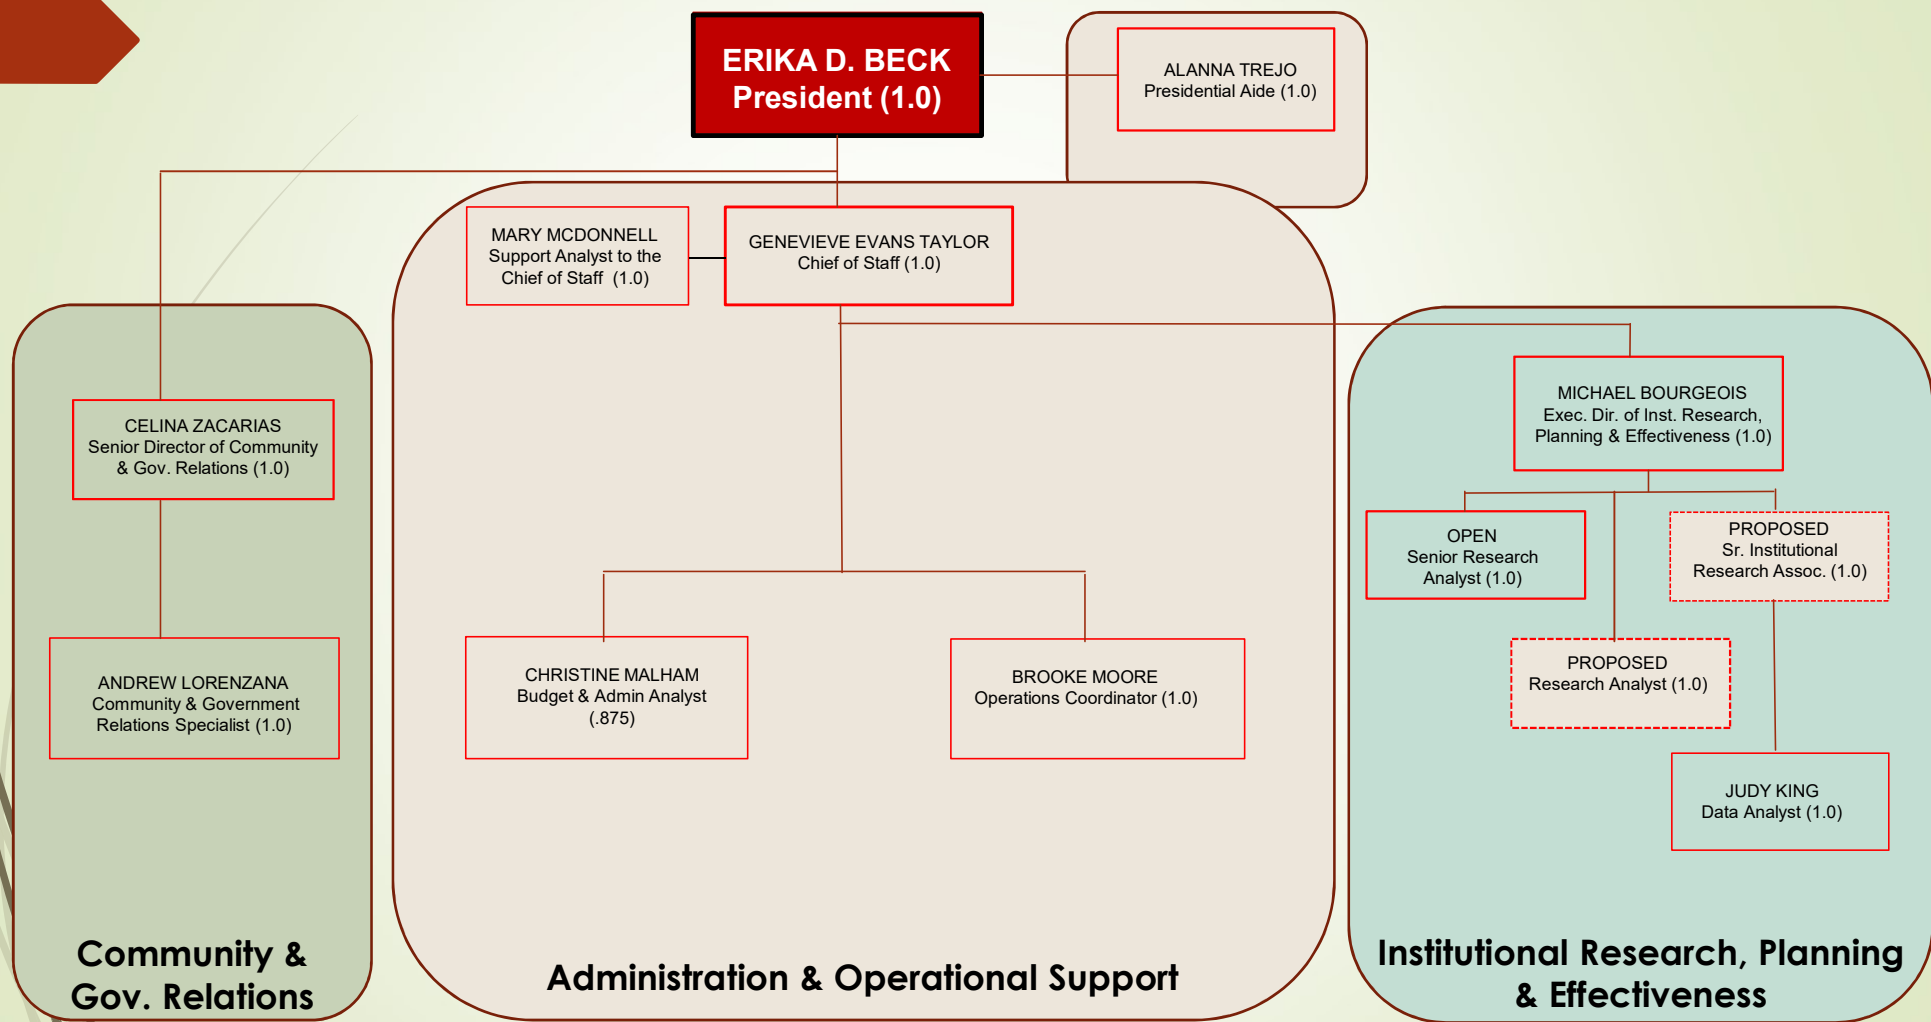 ERIKA D. BECK
President (1.0)
ALANNA TREJO
Presidential Aide (1.0)
MARY MCDONNELL
Support Analyst to the
Chief of Staff (1.0)
GENEVIEVE EVANS TAYLOR
Chief of Staff (1.0)
CELINA ZACARIAS
Senior Director of Community
& Gov. Relations (1.0)
MICHAEL BOURGEOIS
Exec. Dir. of Inst. Research,
Planning & Effectiveness (1.0)
OPEN
Senior Research
Analyst (1.0)
PROPOSED
Sr. Institutional
Research Assoc. (1.0)
ANDREW LORENZANA
Community & Government
Relations Specialist (1.0)
CHRISTINE MALHAM
Budget & Admin Analyst
(.875)
BROOKE MOORE
Operations Coordinator (1.0)
PROPOSED
Research Analyst (1.0)
JUDY KING
Data Analyst (1.0)
Community &
Gov. Relations
Administration & Operational Support
Institutional Research, Planning
& Effectiveness